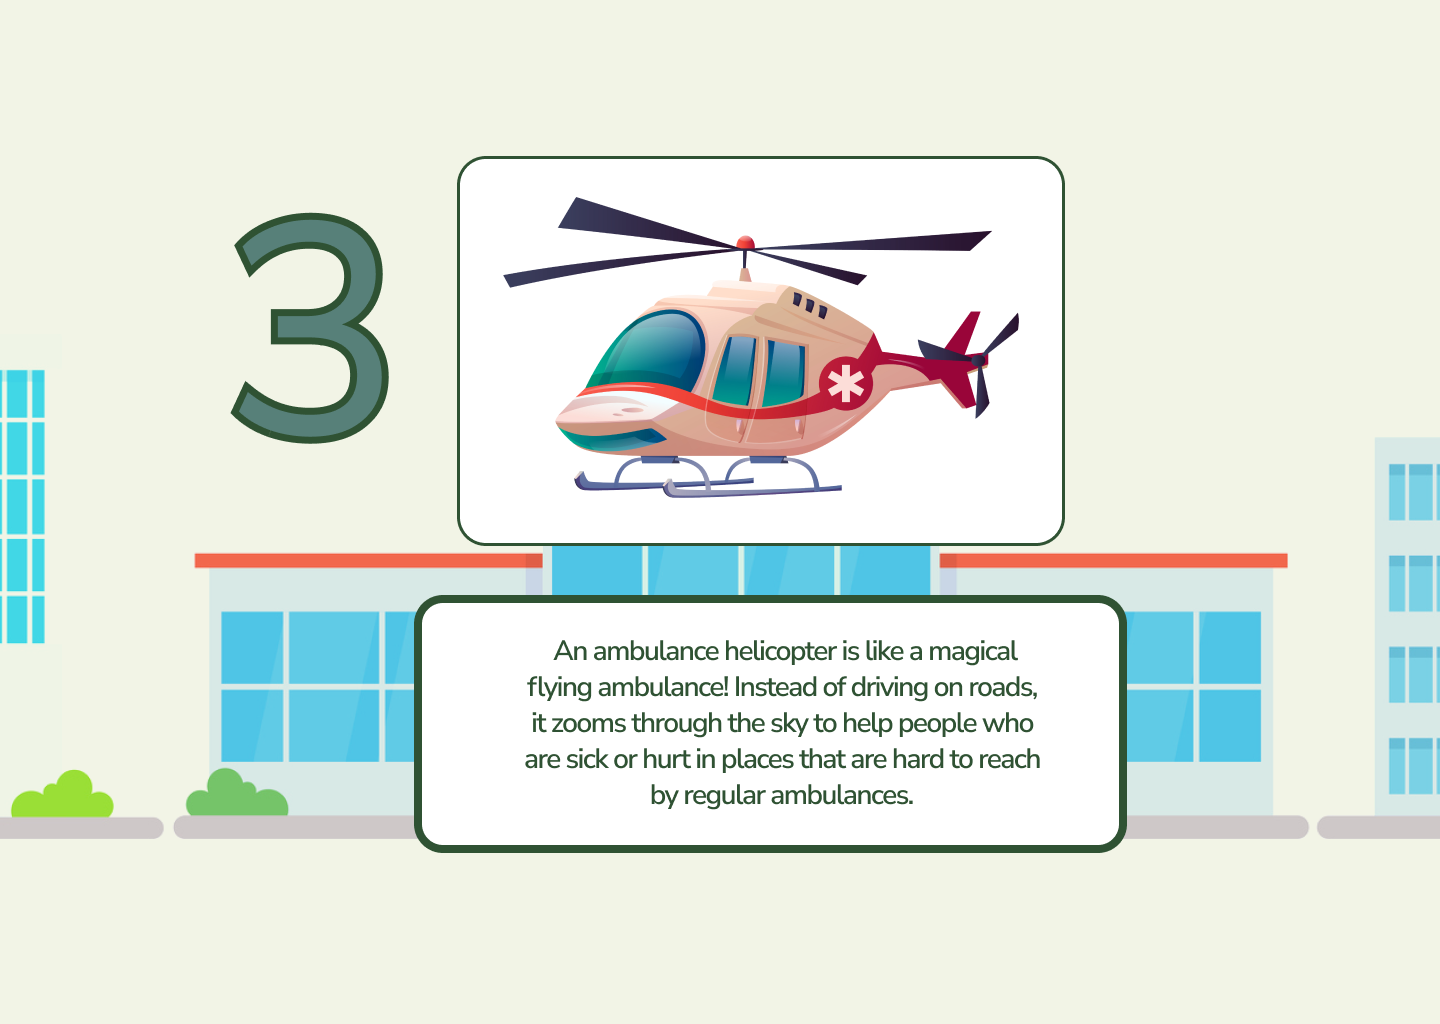 3
An ambulance helicopter is like a magical
flying ambulance! Instead of driving on roads,
it zooms through the sky to help people who
are sick or hurt in places that are hard to reach
by regular ambulances.